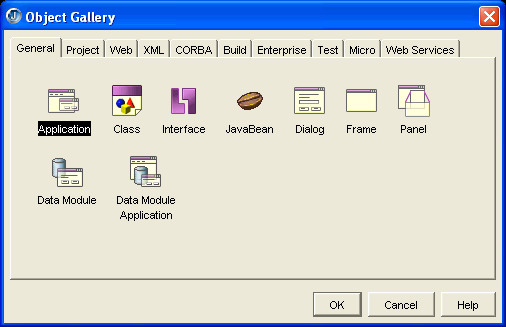 Object Gallery
General Project Web XML CORBA Build Enterprise Test Micro Web Services
Application Class Interface JavaBean Dialog Frame Panel
Data Module Data Module
Application
OK Cancel Help